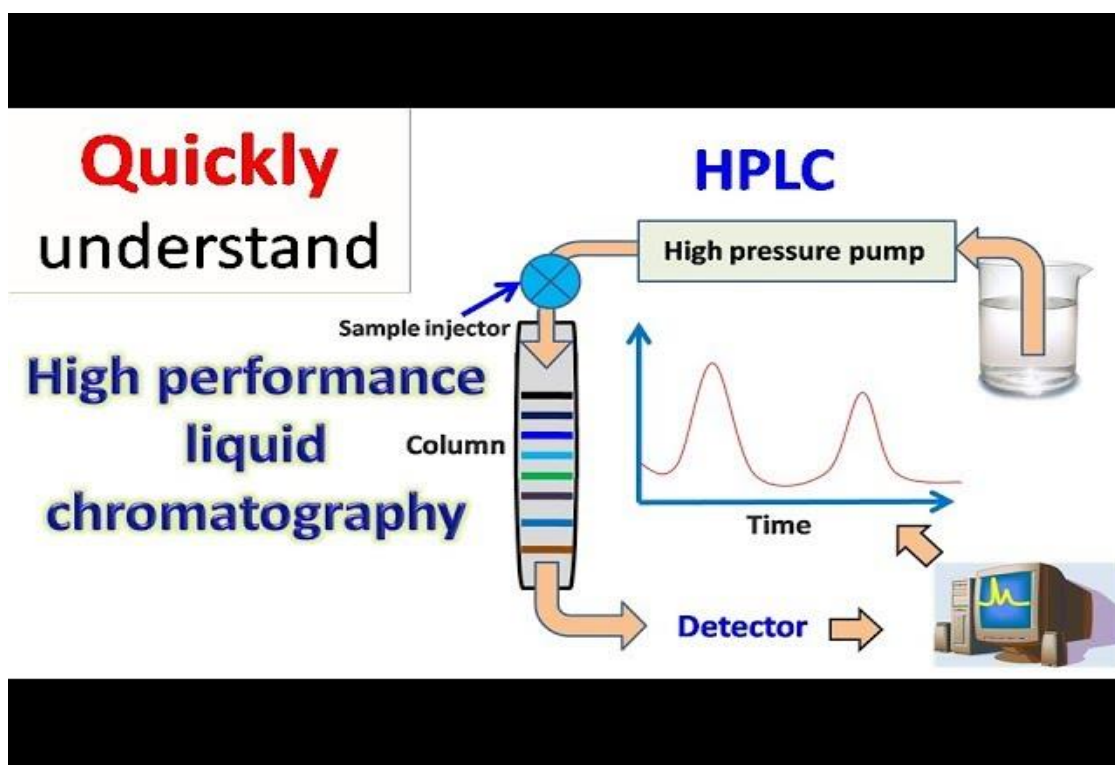 Quickly
understand
High performance
liquid
chromatography
HPLC
High pressure pump
Sample injector
Column
Time
Detector